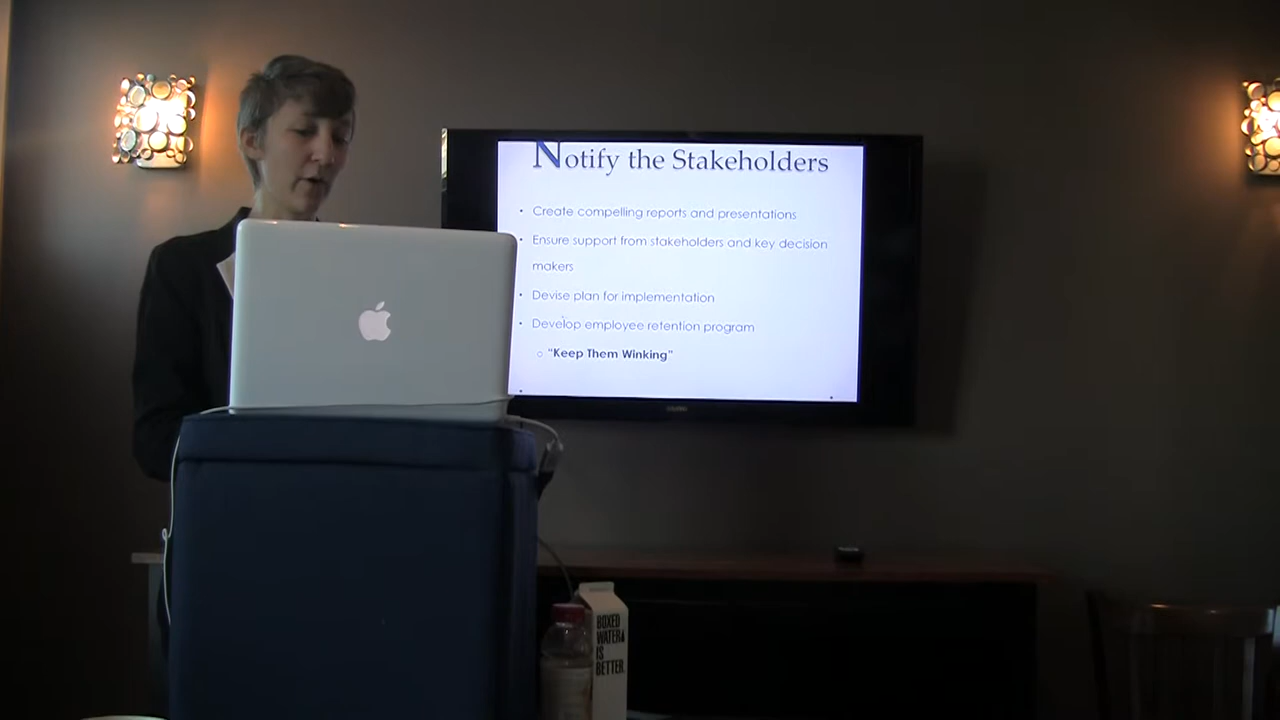 Notify the Stakeholders
• Create compelling reports and presentations
• Ensure support from stakeholders and key decision
makers
• Devise plan for implementation
• Develop employee retention program
○ "Keep Them Winking"
BOXED
WATER
IS
BETTER.